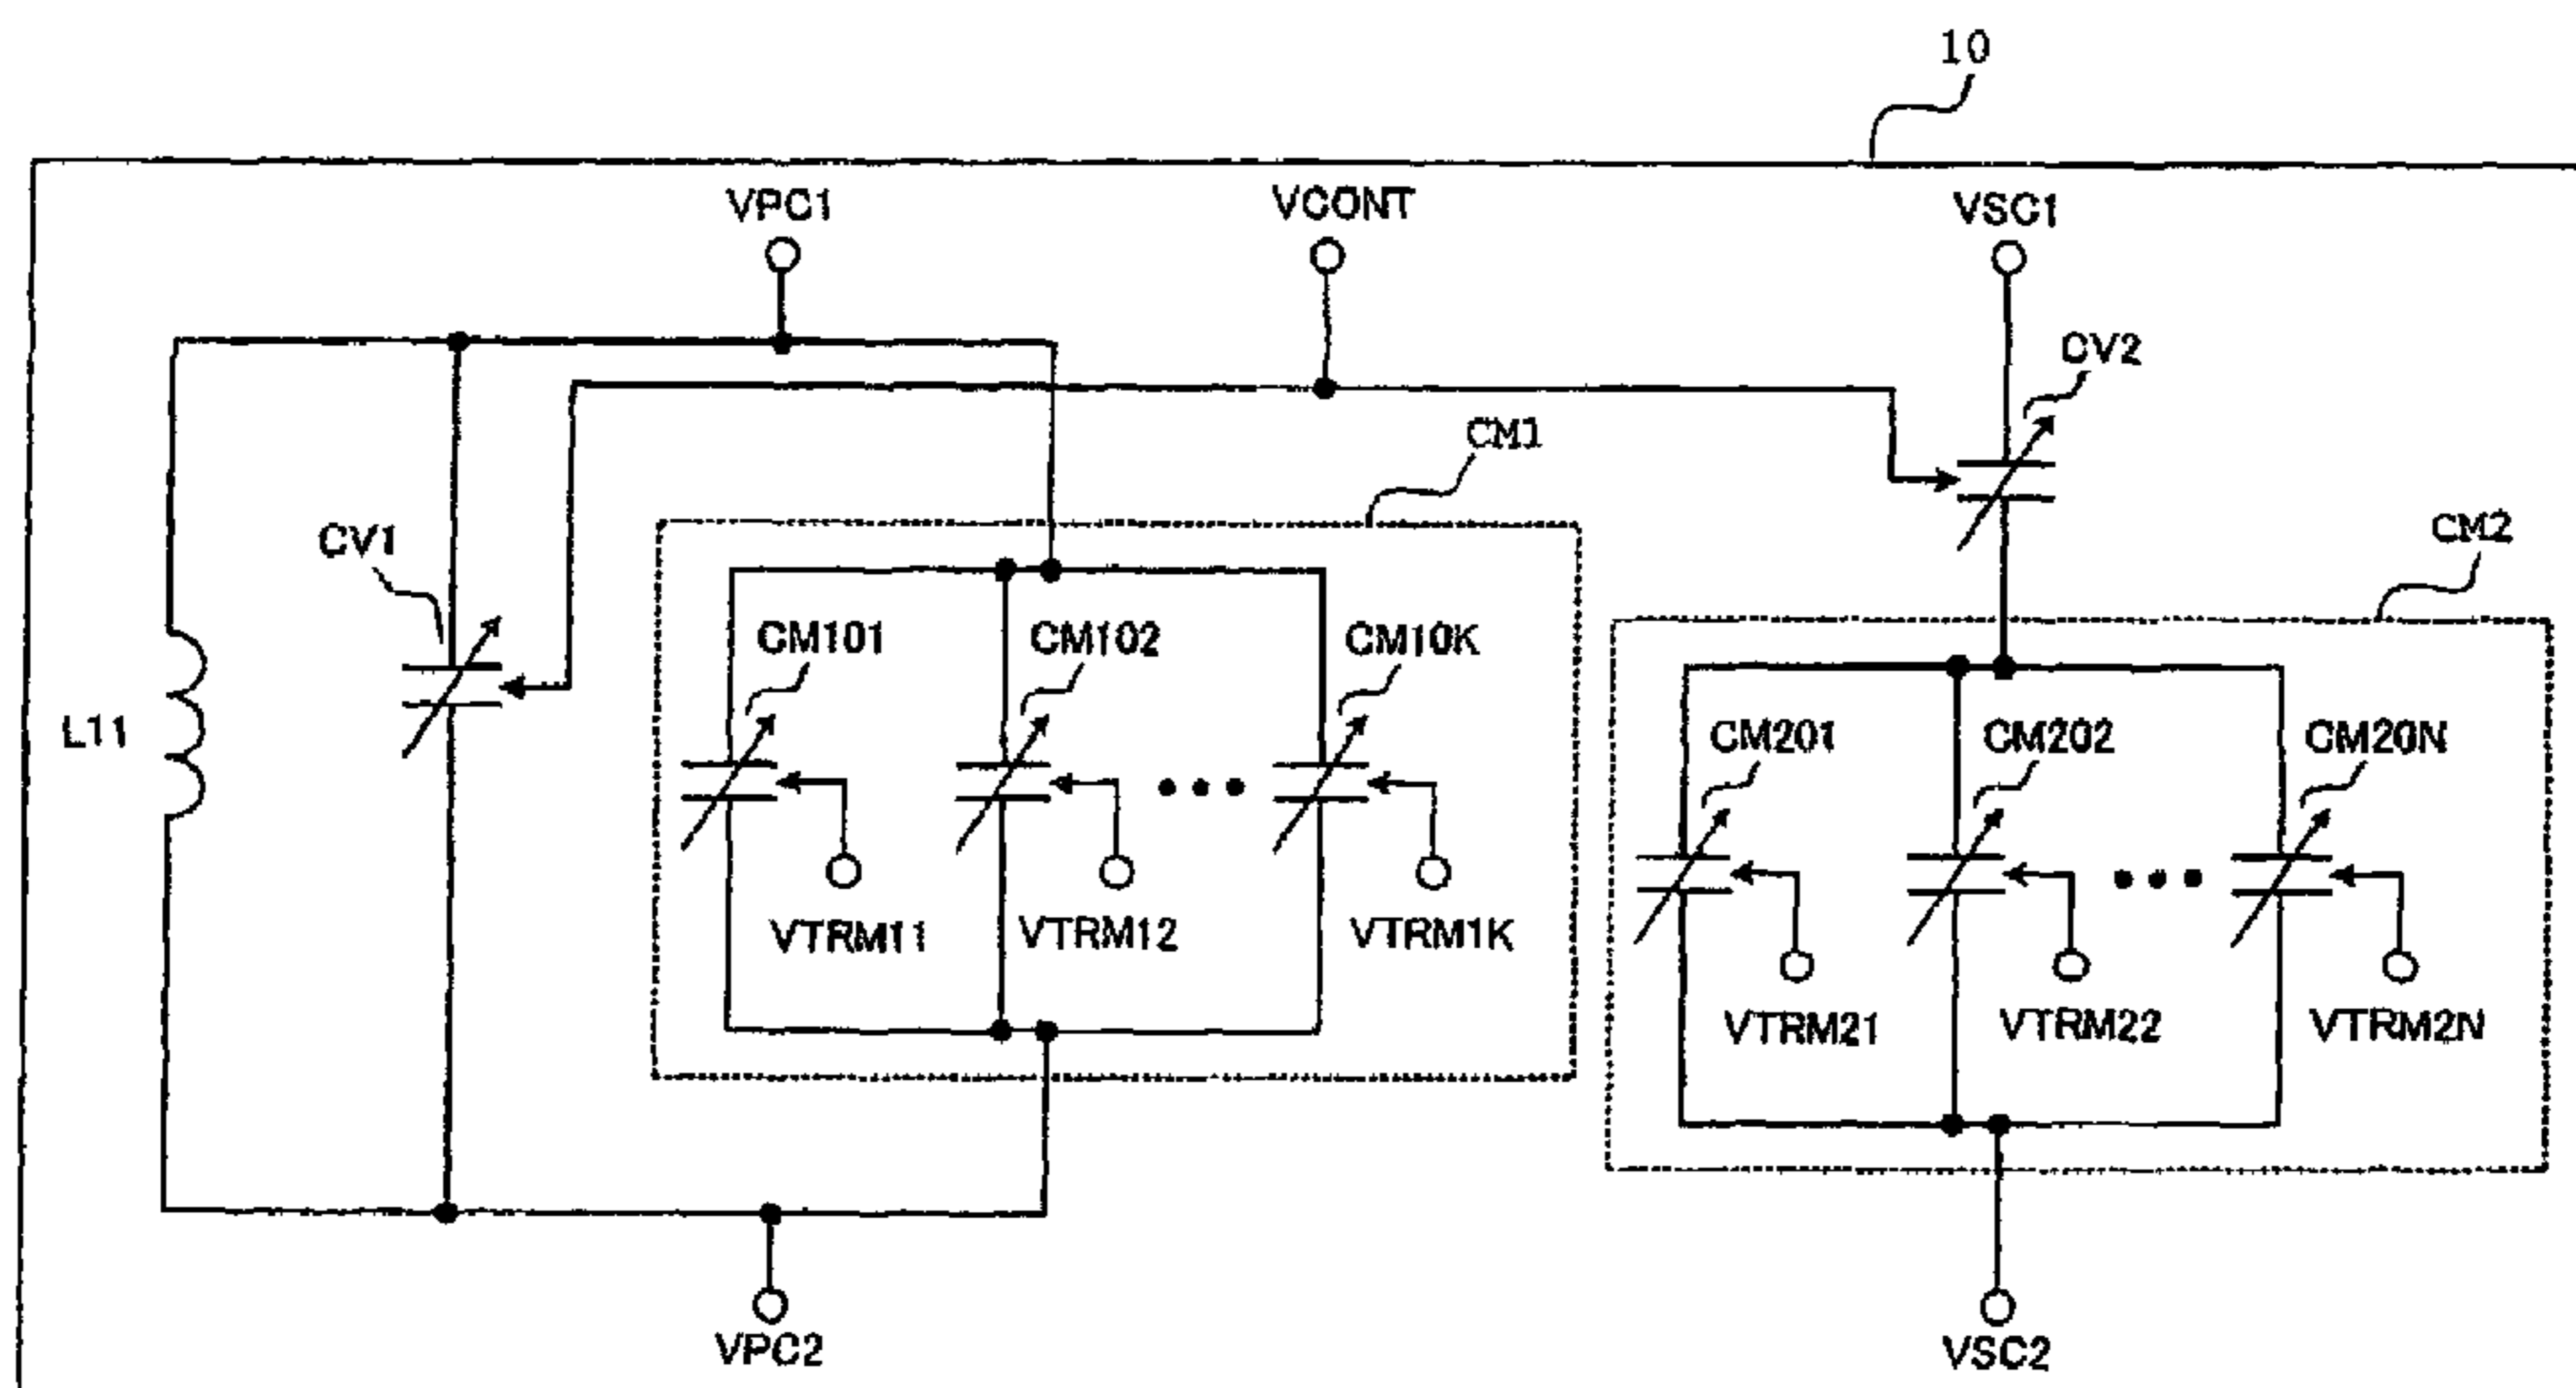 10
VPC1
VCONT
VSC1
CV2
CM1
CM2
CV1
CM101
CM102
CM10K
L11
CM201
CM202
CM20N
VTRM11
VTRM12
VTRM1K
VTRM21
VTRM22
VTRM2N
VPC2
VSC2